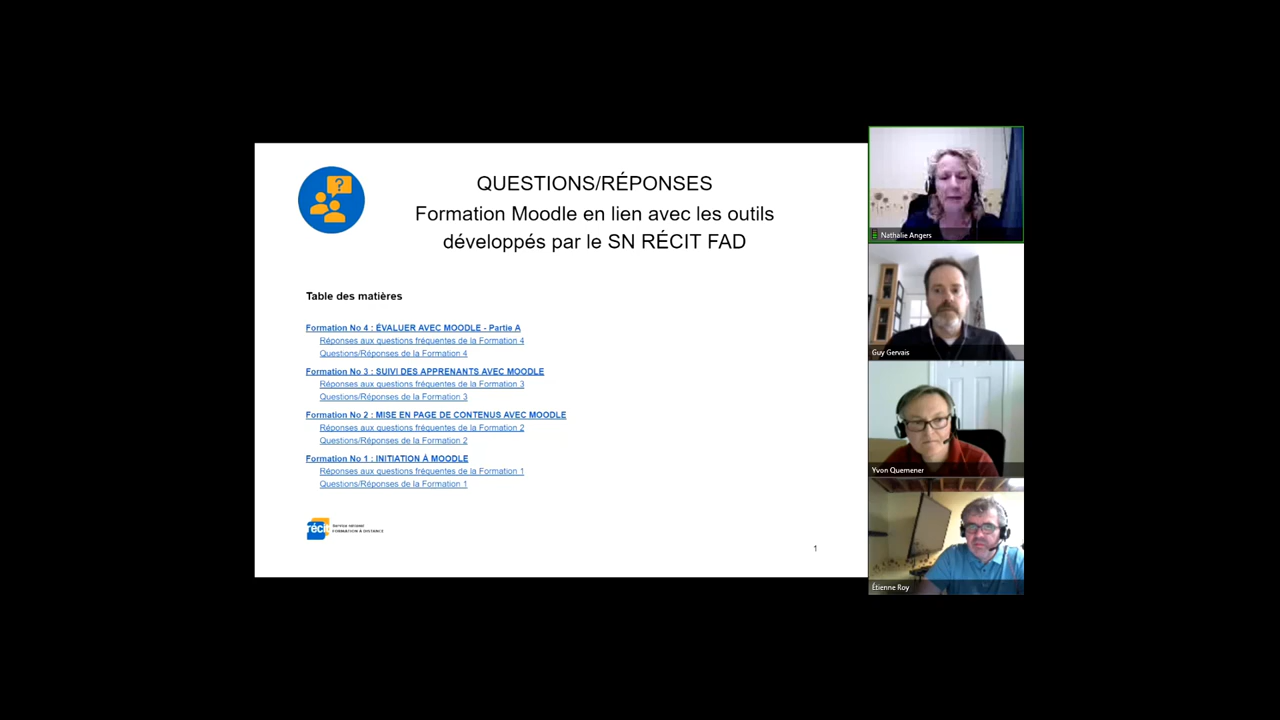 QUESTIONS/RÉPONSES
Formation Moodle en lien avec les outils
développés par le SN RÉCIT FAD
Table des matières
Formation No 4 : ÉVALUER AVEC MOODLE - Partie A
Réponses aux questions fréquentes de la Formation 4
Questions/Réponses de la Formation 4
Formation No 3 : SUIVI DES APPRENANTS AVEC MOODLE
Réponses aux questions fréquentes de la Formation 3
Questions/Réponses de la Formation 3
Formation No 2 : MISE EN PAGE DE CONTENUS AVEC MOODLE
Réponses aux questions fréquentes de la Formation 2
Questions/Réponses de la Formation 2
Formation No 1 : INITIATION À MOODLE
Réponses aux questions fréquentes de la Formation 1
Questions/Réponses de la Formation 1
récit
Service national
FORMATION À DISTANCE
1
Nathalie Angers
Guy Gervais
Yvon Quemener
Étienne Roy